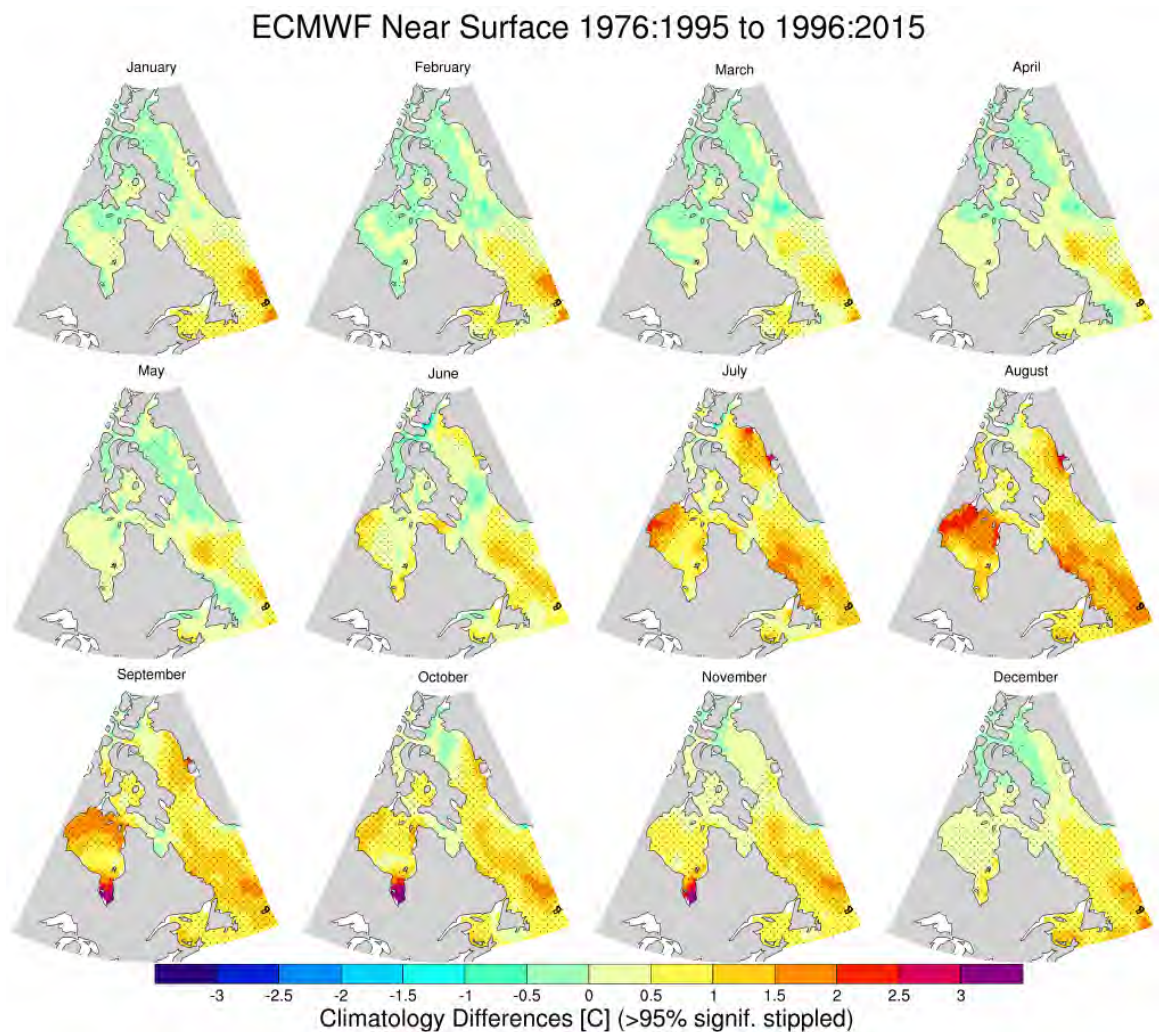 ECMWF Near Surface 1976:1995 to 1996:2015
January February March April
May June July August
September October November December
-3 -2.5 -2 -1.5 -1 -0.5 0 0.5 1 1.5 2 2.5 3
Climatology Differences [C] (>95% signif. stippled)